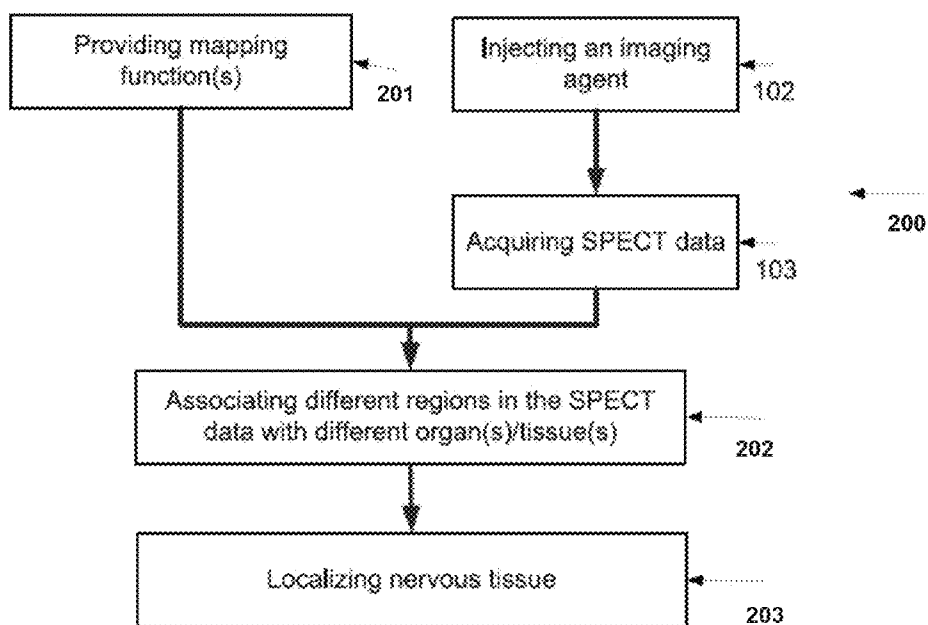 Providing mapping
function(s)
201
Injecting an imaging
agent
102
200
Acquiring SPECT data
103
Associating different regions in the SPECT
data with different organ(s)/tissue(s)
202
Localizing nervous tissue
203